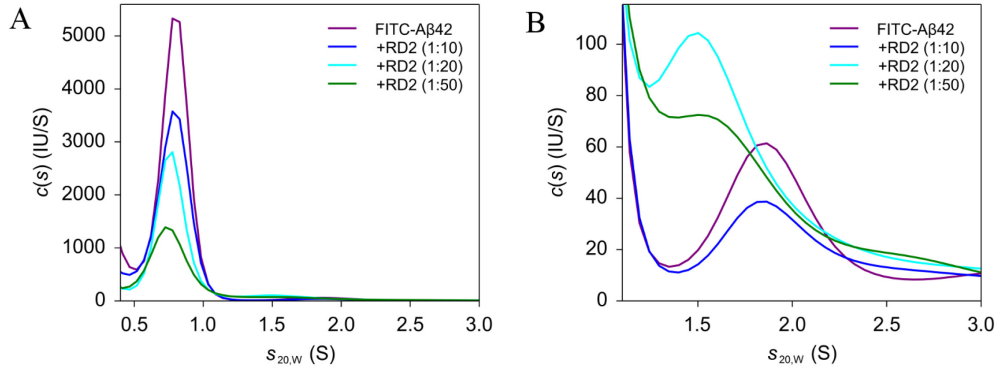 A
FITC-Aβ42
+RD2 (1:10)
+RD2 (1:20)
+RD2 (1:50)
c(s) (IU/S)
5000
4000
3000
2000
1000
0
0.5 1.0 1.5 2.0 2.5 3.0
s20,W (S)
B
FITC-Aβ42
+RD2 (1:10)
+RD2 (1:20)
+RD2 (1:50)
c(s) (IU/S)
100
80
60
40
20
0
1.5 2.0 2.5 3.0
s20,W (S)